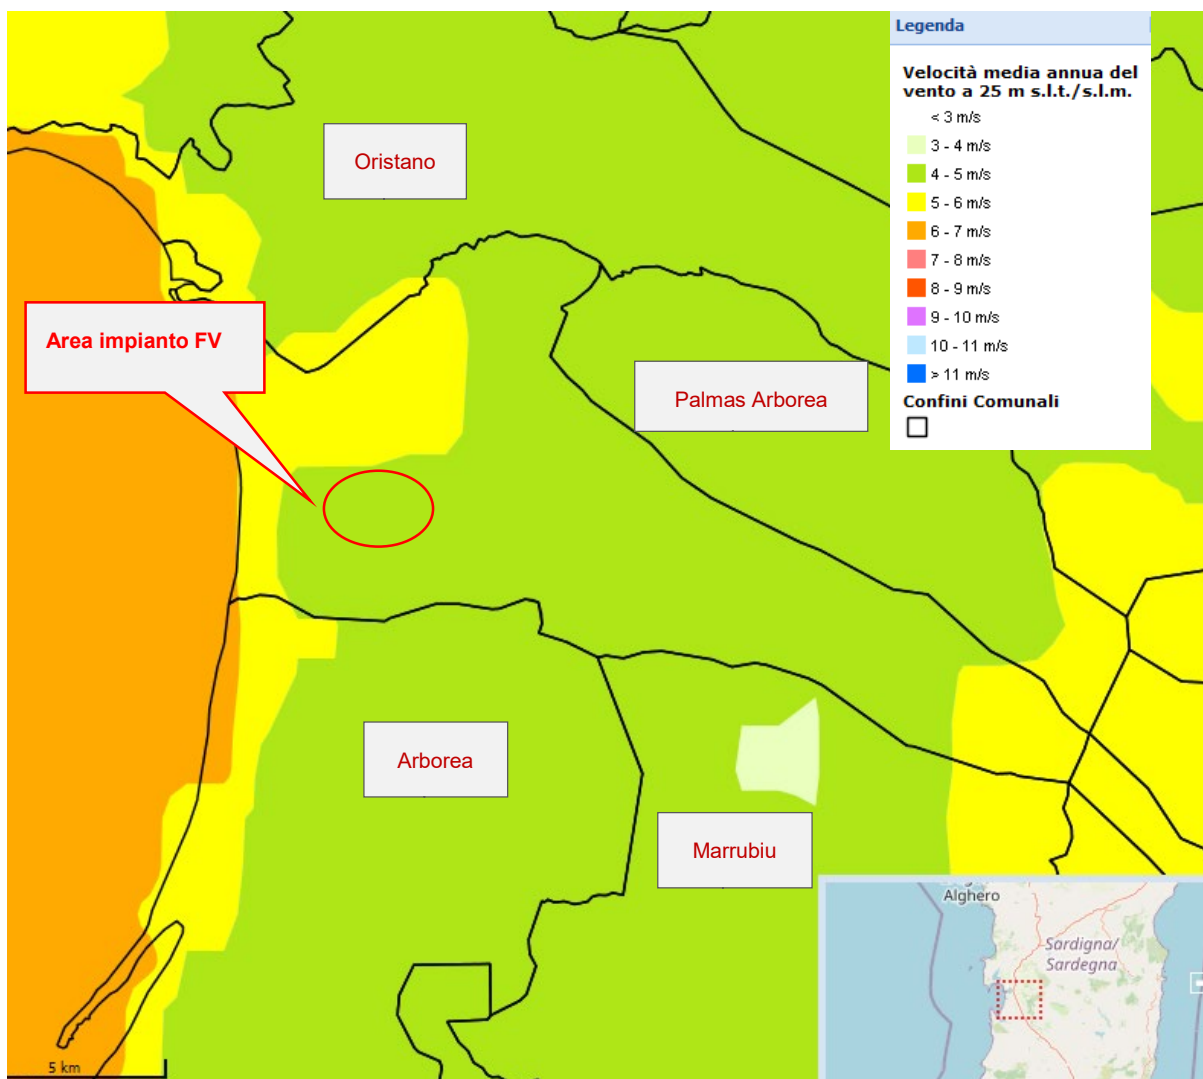 Legenda
Velocità media annua del
vento a 25 m s.l.t./s.l.m.
< 3 m/s
3 - 4 m/s
4 - 5 m/s
5 - 6 m/s
6 - 7 m/s
7 - 8 m/s
8 - 9 m/s
9 - 10 m/s
10 - 11 m/s
> 11 m/s
Confini Comunali
Oristano
Area impianto FV
Palmas Arborea
Arborea
Marrubiu
Alghero
Sardigna/
Sardegna
5 km